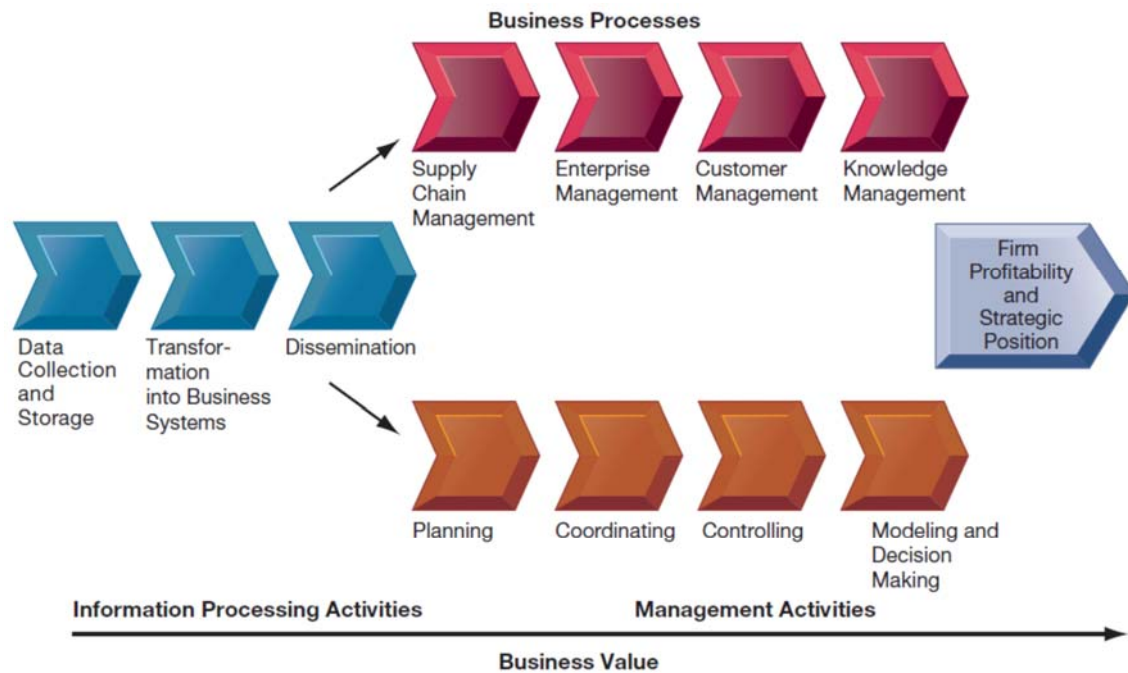 Business Processes
Supply
Chain
Management
Enterprise
Management
Customer
Management
Knowledge
Management
Data
Collection
and
Storage
Transfor-
mation
into Business
Systems
Dissemination
Firm
Profitability
and
Strategic
Position
Planning
Coordinating
Controlling
Modeling and
Decision
Making
Information Processing Activities
Management Activities
Business Value